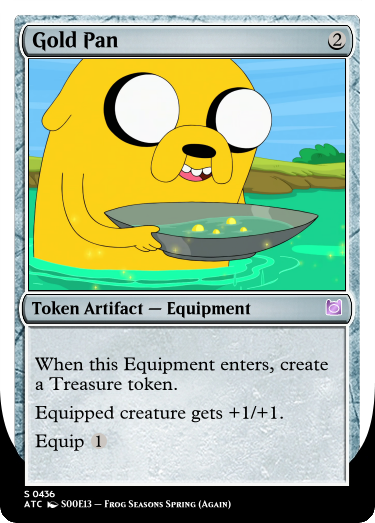 Gold Pan 2
Token Artifact — Equipment
When this Equipment enters, create
a Treasure token.
Equipped creature gets +1/+1.
Equip 1
S 0436
ATC S00E13 – Frog Seasons Spring (Again)